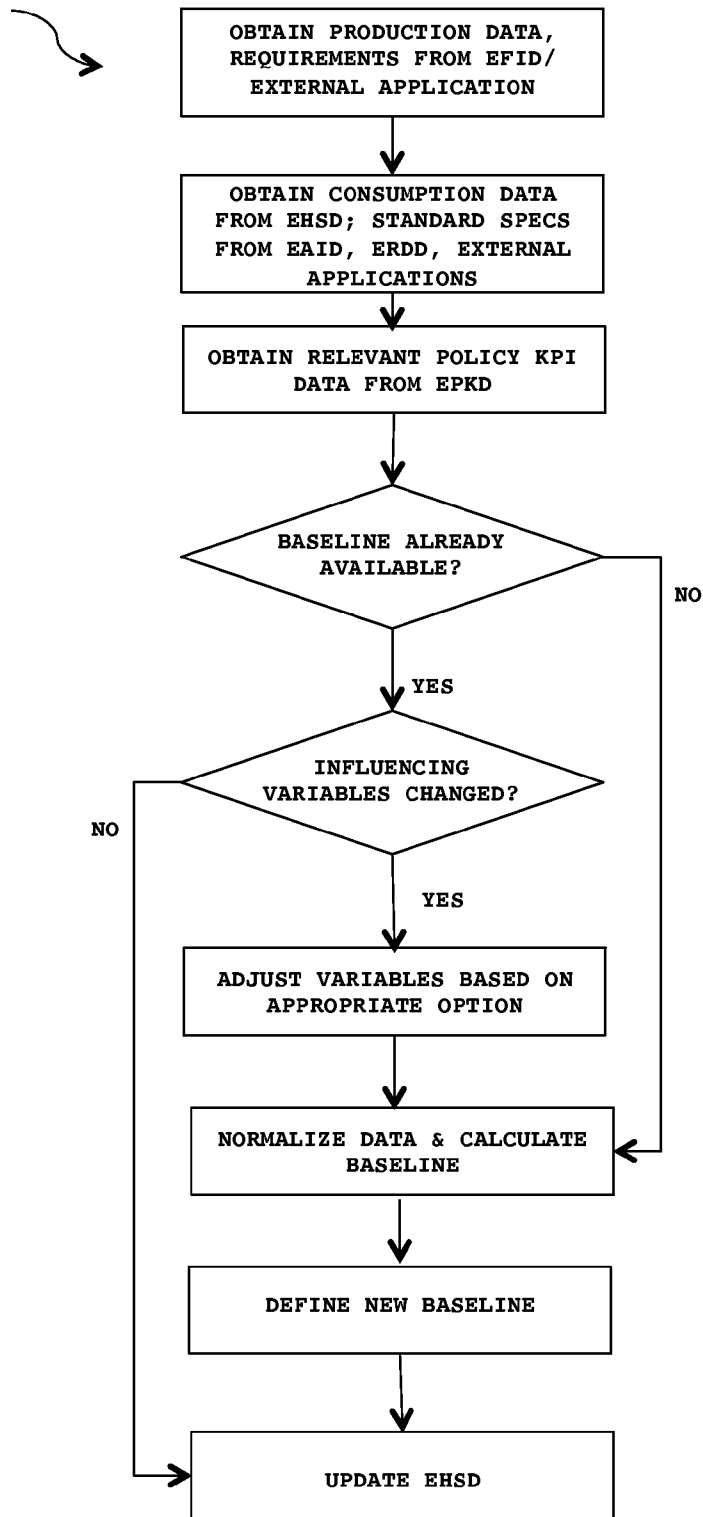 OBTAIN PRODUCTION DATA,
REQUIREMENTS FROM EFID/
EXTERNAL APPLICATION
OBTAIN CONSUMPTION DATA
FROM EHSD; STANDARD SPECS
FROM EAID, ERDD, EXTERNAL
APPLICATIONS
OBTAIN RELEVANT POLICY KPI
DATA FROM EPKD
BASELINE ALREADY
AVAILABLE?
NO
YES
INFLUENCING
VARIABLES CHANGED?
NO
YES
ADJUST VARIABLES BASED ON
APPROPRIATE OPTION
NORMALIZE DATA & CALCULATE
BASELINE
DEFINE NEW BASELINE
UPDATE EHSD